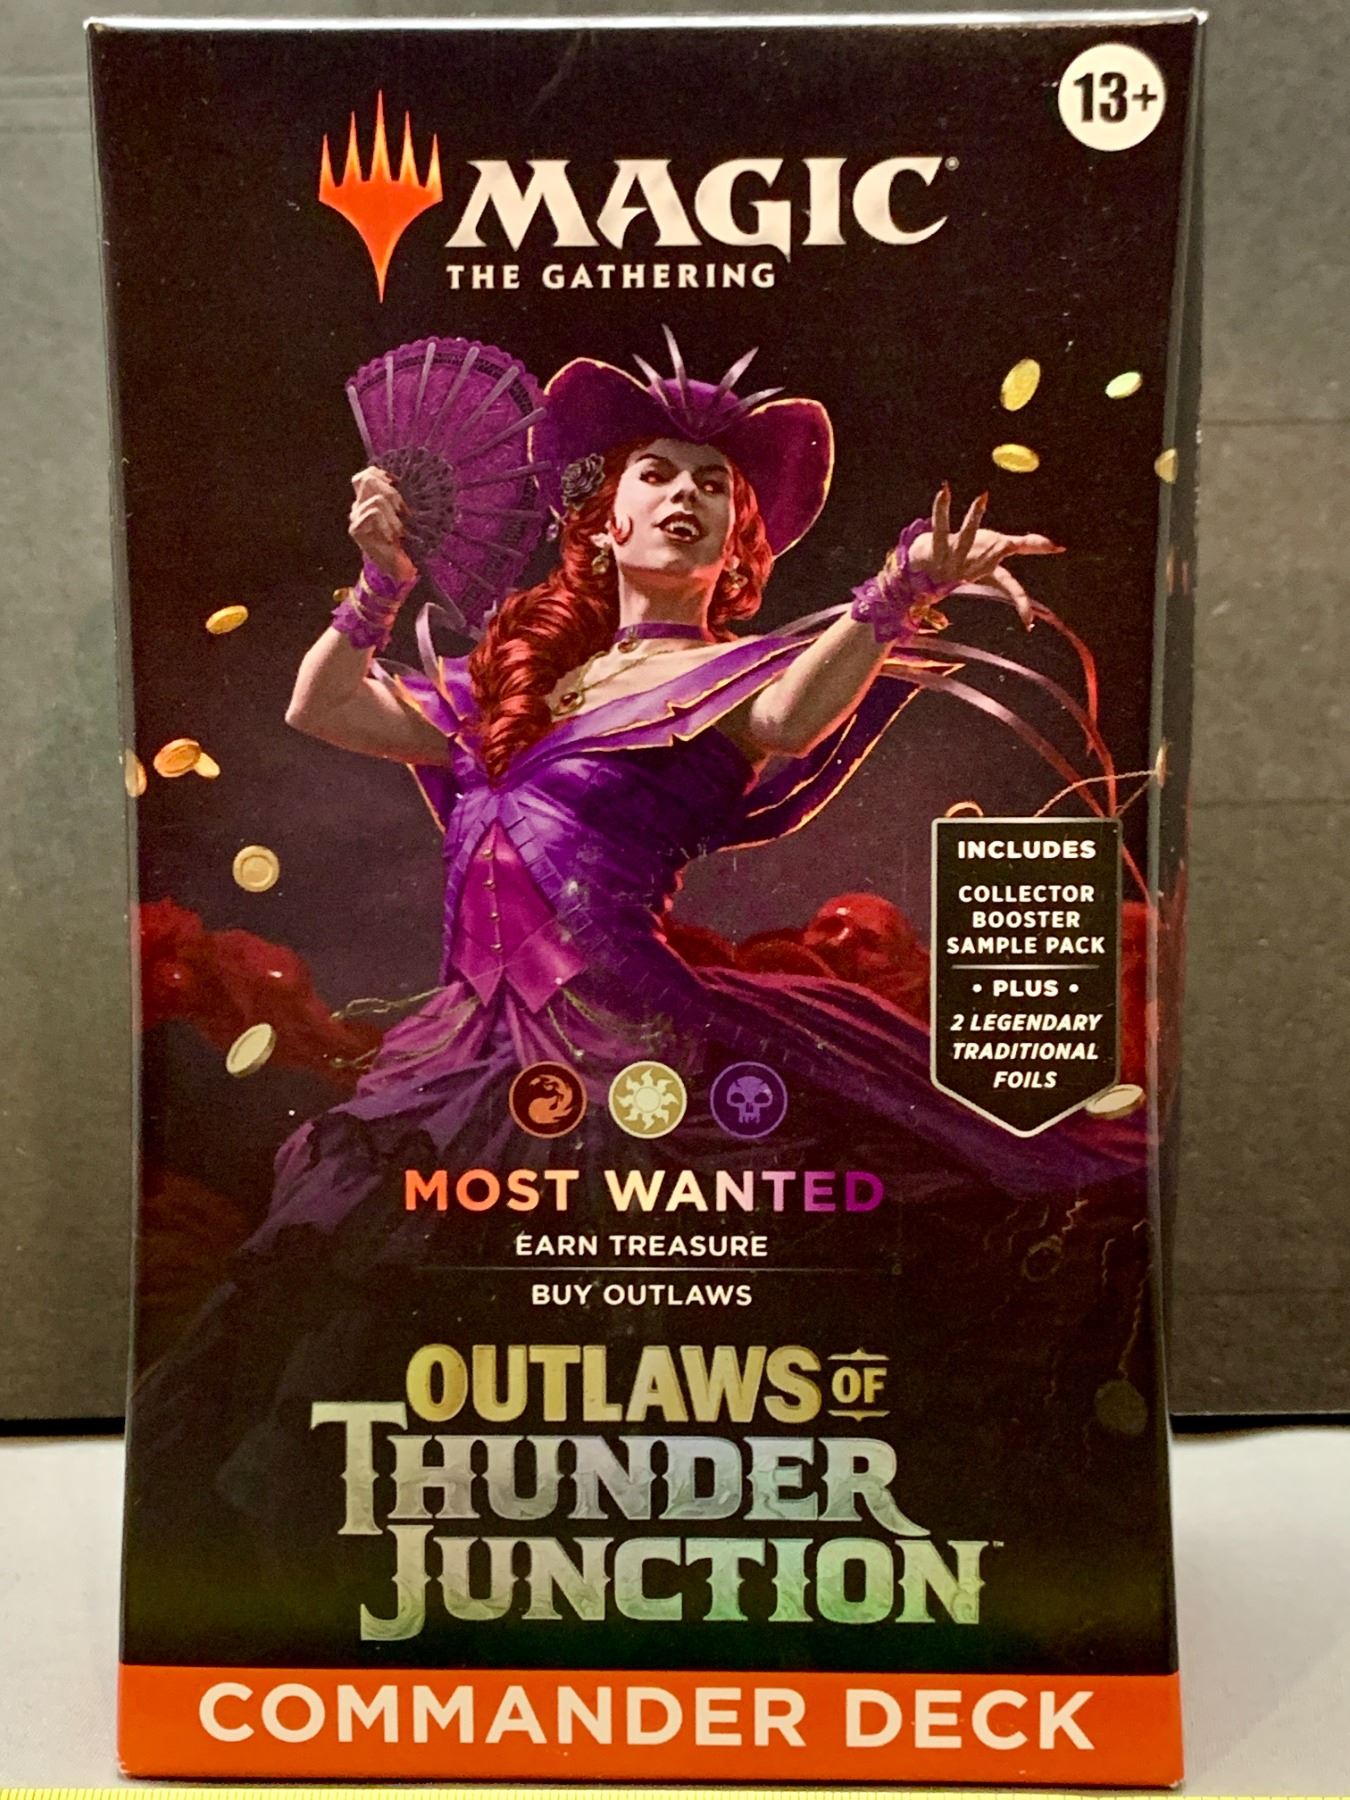 13+
MAGIC®
THE GATHERING
INCLUDES
COLLECTOR
BOOSTER
SAMPLE PACK
• PLUS •
2 LEGENDARY
TRADITIONAL
FOILS
MOST WANTED
EARN TREASURE
BUY OUTLAWS
OUTLAWS OF
THUNDER
JUNCTION™
COMMANDER DECK